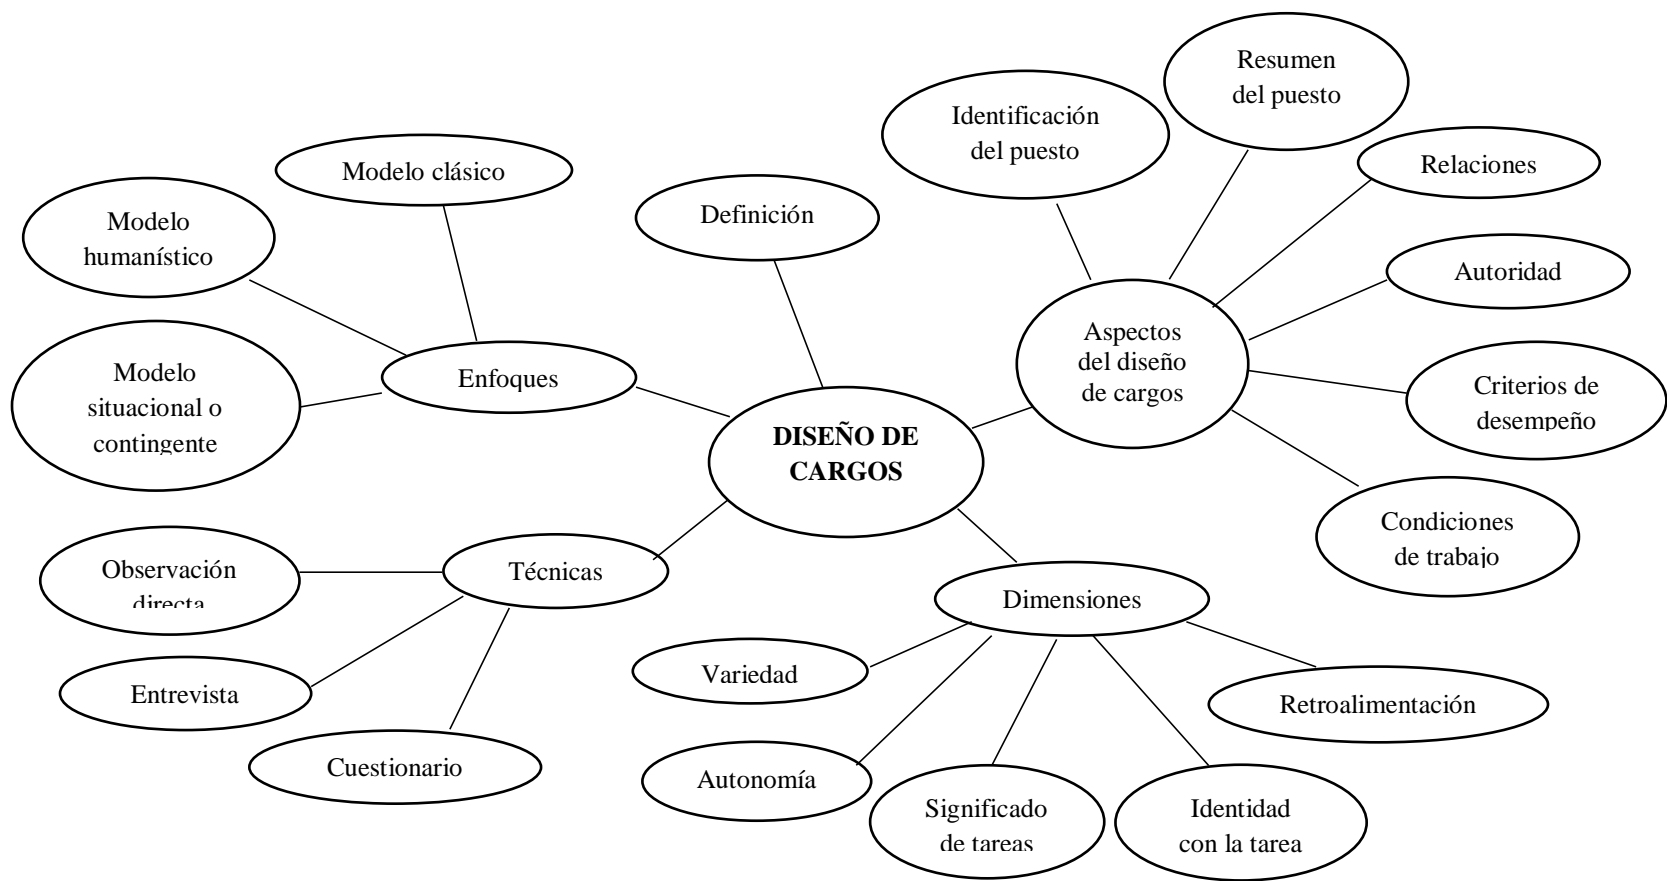 Resumen
del puesto
Identificación
del puesto
Relaciones
Modelo clásico
Modelo
humanístico
Definición
Autoridad
Aspectos
del diseño
de cargos
Modelo
situacional o
contingente
Enfoques
Criterios de
desempeño
DISEÑO DE
CARGOS
Condiciones
de trabajo
Observación
directa
Técnicas
Dimensiones
Variedad
Entrevista
Retroalimentación
Cuestionario
Autonomía
Significado
de tareas
Identidad
con la tarea